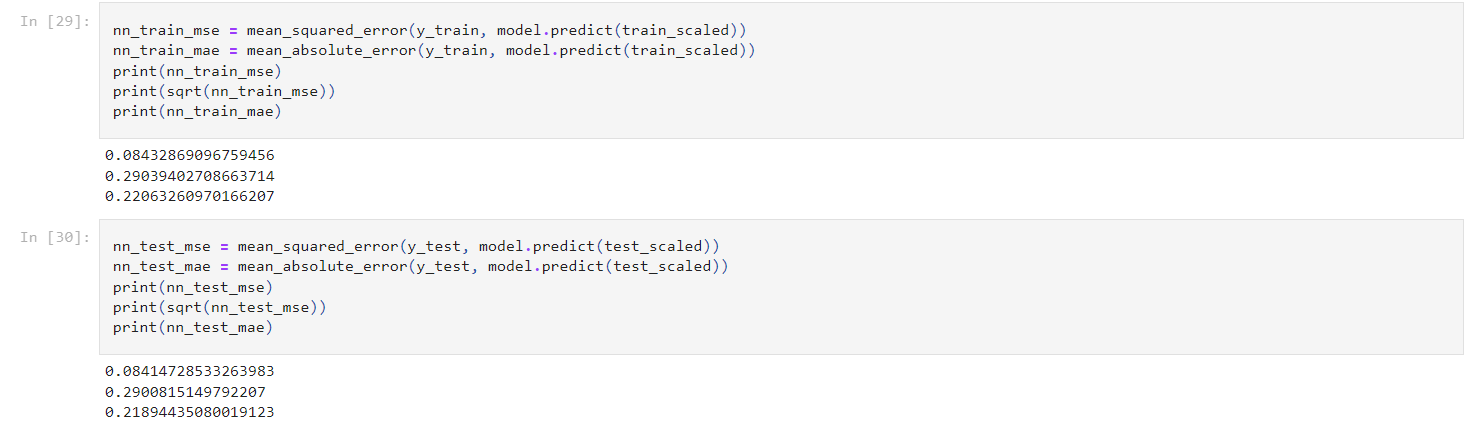 In [29]:
nn_train_mse = mean_squared_error(y_train, model.predict(train_scaled))
nn_train_mae = mean_absolute_error(y_train, model.predict(train_scaled))
print(nn_train_mse)
print(sqrt(nn_train_mse))
print(nn_train_mae)
0.08432869096759456
0.29039402708663714
0.22063260970166207
In [30]:
nn_test_mse = mean_squared_error(y_test, model.predict(test_scaled))
nn_test_mae = mean_absolute_error(y_test, model.predict(test_scaled))
print(nn_test_mse)
print(sqrt(nn_test_mse))
print(nn_test_mae)
0.08414728533263983
0.2900815149792207
0.21894435080019123